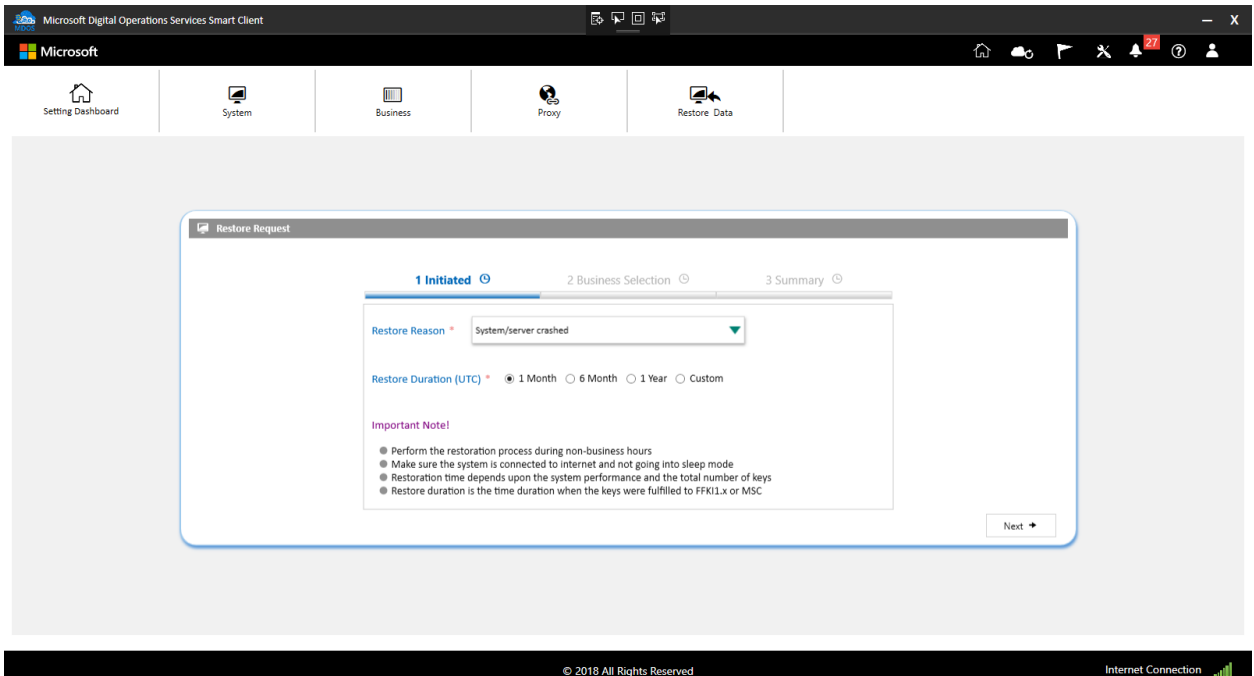 MDOS Microsoft Digital Operations Services Smart Client X
Microsoft 27
Setting Dashboard System Business Proxy Restore Data
Restore Request
1 Initiated 2 Business Selection 3 Summary
Restore Reason * System/server crashed
Restore Duration (UTC) * 1 Month 6 Month 1 Year Custom
Important Note!
Perform the restoration process during non-business hours
Make sure the system is connected to internet and not going into sleep mode
Restoration time depends upon the system performance and the total number of keys
Restore duration is the time duration when the keys were fulfilled to FFKI1.x or MSC
Next
© 2018 All Rights Reserved Internet Connection